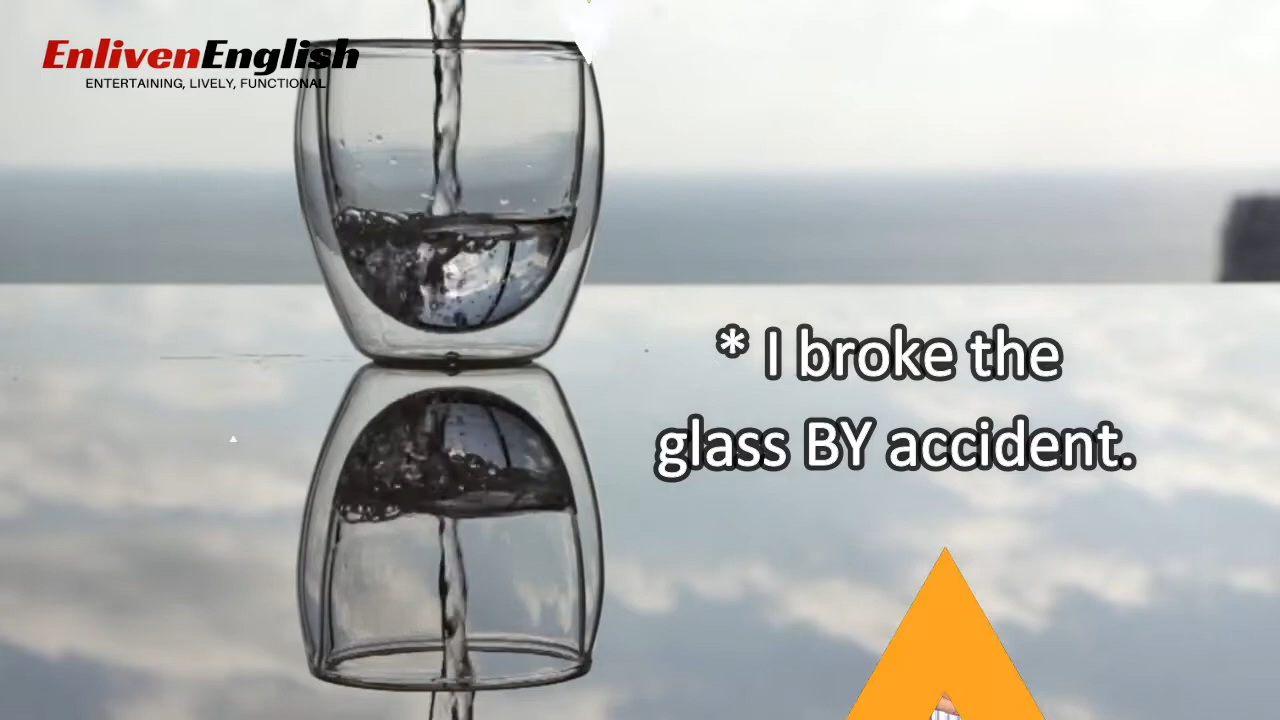 EnlivenEnglish
ENTERTAINING, LIVELY, FUNCTIONAL
* I broke the
glass BY accident.